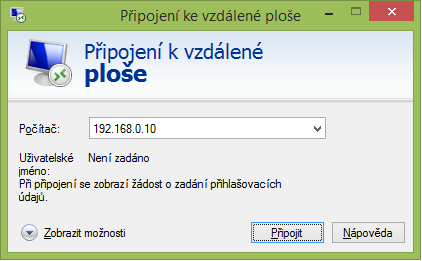 Připojení ke vzdálené ploše
Připojení k vzdálené
ploše
Počítač: 192.168.0.10
Uživatelské Není zadáno
jméno:
Při připojení se zobrazí žádost o zadání přihlašovacích
údajů.
Zobrazit možnosti Připojit Nápověda